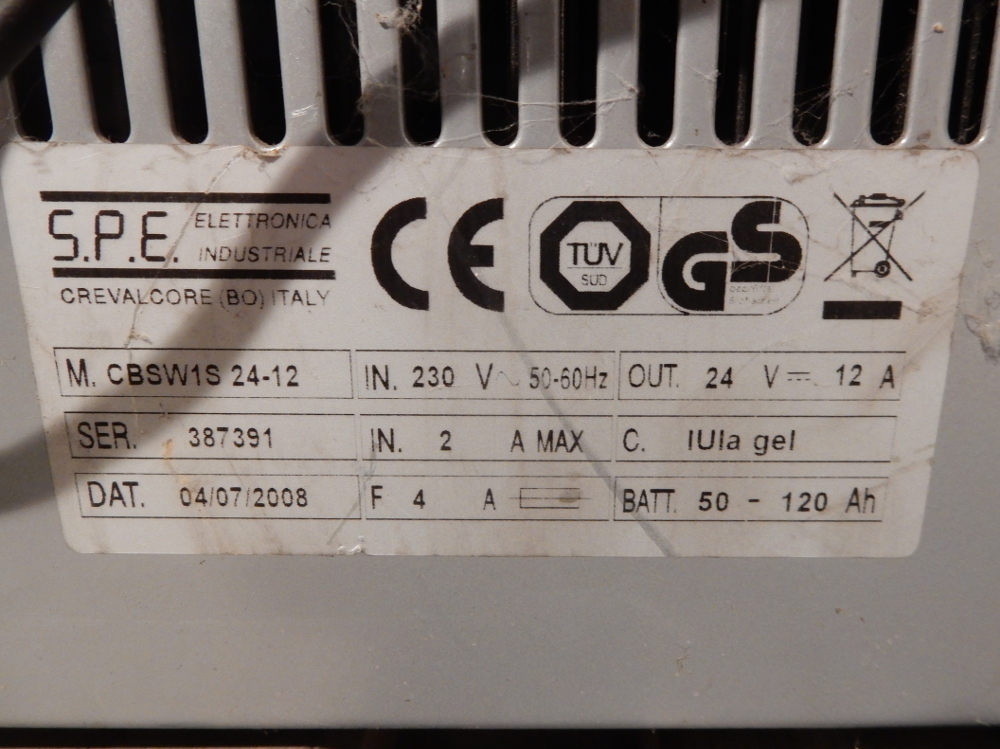 S.P.E. ELETTRONICA
INDUSTRIALE
CREVALCORE (BO) ITALY
CE
TÜV
SUD
GS
M. CBSW1S 24-12
IN. 230 V ~ 50-60Hz
OUT. 24 V ⎓ 12 A
SER. 387391
IN. 2 A MAX
C. IUIa gel
DAT. 04/07/2008
F 4 A
BATT. 50 - 120 Ah